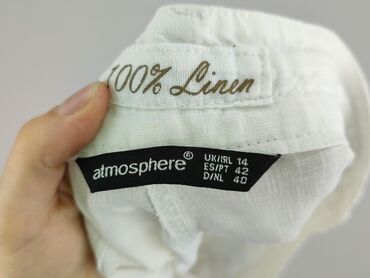 100% Linen
atmosphere®
UK/IRL 14
ES/PT 42
D/NL 40